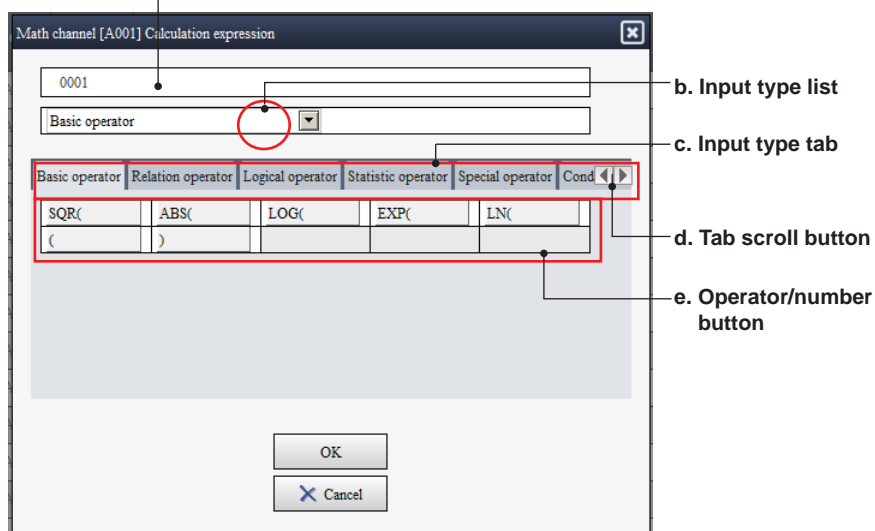 Math channel [A001] Calculation expression
0001
b. Input type list
Basic operator
c. Input type tab
Basic operator Relation operator Logical operator Statistic operator Special operator Cond
SQR( ABS( LOG( EXP( LN(
( )
d. Tab scroll button
e. Operator/number
button
OK
Cancel